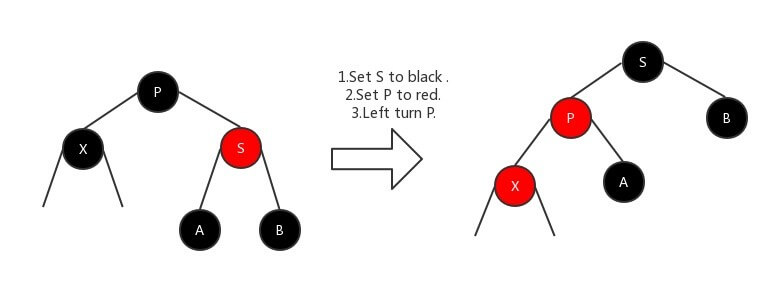 P
X
S
A
B
1.Set S to black .
2.Set P to red.
3.Left turn P.
S
P
B
X
A